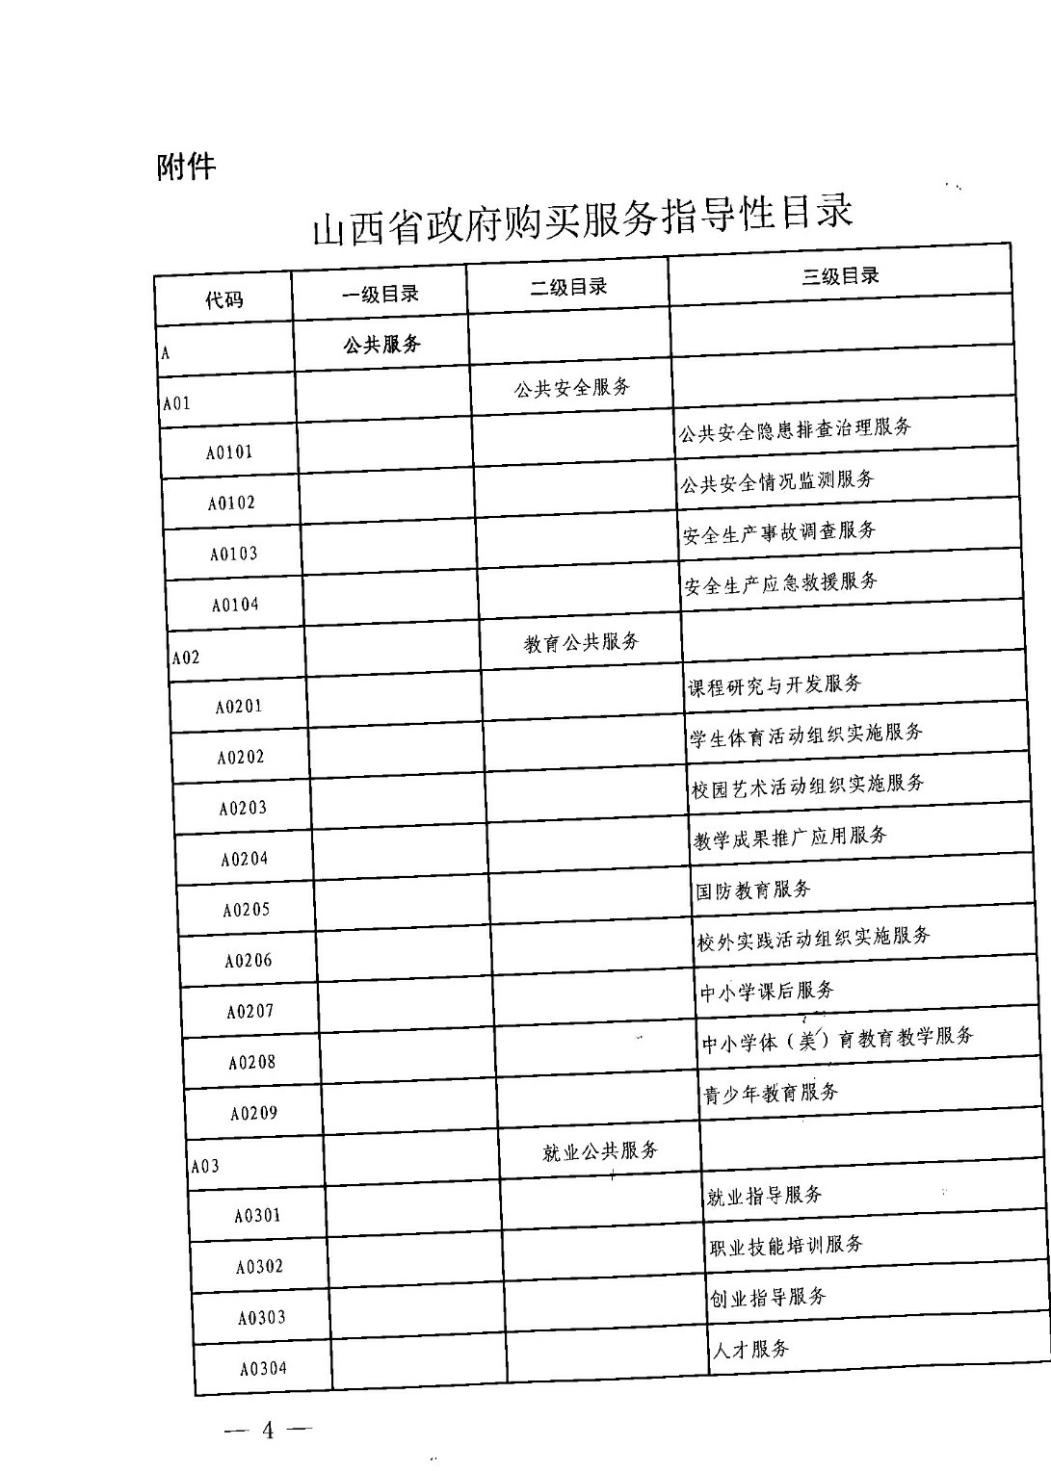 附件
山西省政府购买服务指导性目录
代码 一级目录 二级目录 三级目录
A 公共服务
A01 公共安全服务
A0101 公共安全隐患排查治理服务
A0102 公共安全情况监测服务
A0103 安全生产事故调查服务
A0104 安全生产应急救援服务
A02 教育公共服务
A0201 课程研究与开发服务
A0202 学生体育活动组织实施服务
A0203 校园艺术活动组织实施服务
A0204 教学成果推广应用服务
A0205 国防教育服务
A0206 校外实践活动组织实施服务
A0207 中小学课后服务
A0208 中小学体（美）育教育教学服务
A0209 青少年教育服务
A03 就业公共服务
A0301 就业指导服务
A0302 职业技能培训服务
A0303 创业指导服务
A0304 人才服务
— 4 —